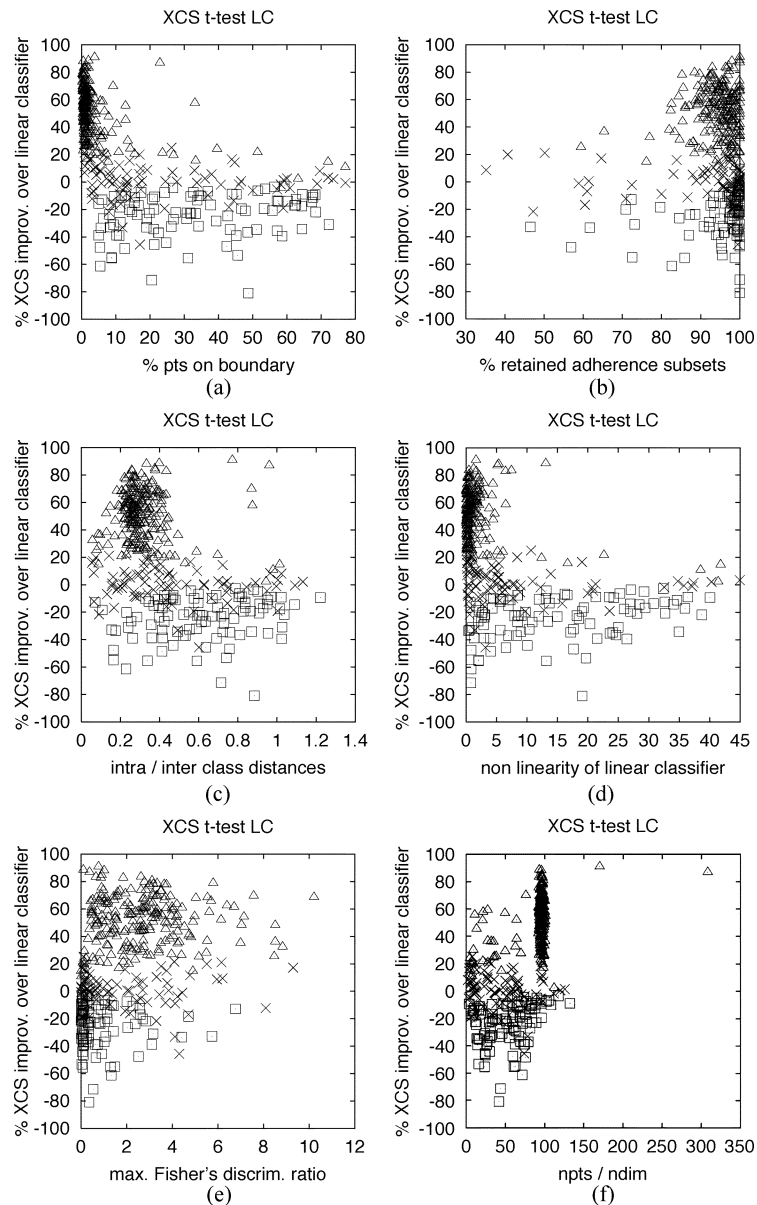 XCS t-test LC
XCS t-test LC
% XCS improv. over linear classifier
100
80
60
40
20
0
-20
-40
-60
-80
-100
0 10 20 30 40 50 60 70 80
% pts on boundary
(a)
% XCS improv. over linear classifier
100
80
60
40
20
0
-20
-40
-60
-80
-100
30 40 50 60 70 80 90 100
% retained adherence subsets
(b)
XCS t-test LC
XCS t-test LC
% XCS improv. over linear classifier
100
80
60
40
20
0
-20
-40
-60
-80
-100
0 0.2 0.4 0.6 0.8 1 1.2 1.4
intra / inter class distances
(c)
% XCS improv. over linear classifier
100
80
60
40
20
0
-20
-40
-60
-80
-100
0 5 10 15 20 25 30 35 40 45
non linearity of linear classifier
(d)
XCS t-test LC
XCS t-test LC
% XCS improv. over linear classifier
100
80
60
40
20
0
-20
-40
-60
-80
-100
0 2 4 6 8 10 12
max. Fisher's discrim. ratio
(e)
% XCS improv. over linear classifier
100
80
60
40
20
0
-20
-40
-60
-80
-100
0 50 100 150 200 250 300 350
npts / ndim
(f)